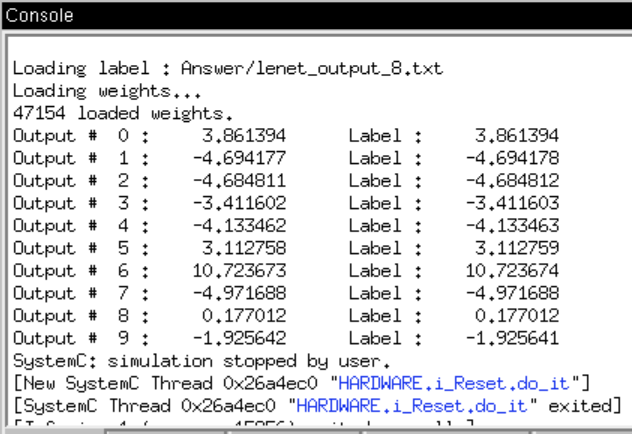 Console
Loading label : Answer/lenet_output_8.txt
Loading weights...
47154 loaded weights.
Output # 0 : 3.861394 Label : 3.861394
Output # 1 : -4.694177 Label : -4.694178
Output # 2 : -4.684811 Label : -4.684812
Output # 3 : -3.411602 Label : -3.411603
Output # 4 : -4.133462 Label : -4.133463
Output # 5 : 3.112758 Label : 3.112759
Output # 6 : 10.723673 Label : 10.723674
Output # 7 : -4.971688 Label : -4.971688
Output # 8 : 0.177012 Label : 0.177012
Output # 9 : -1.925642 Label : -1.925641
SystemC: simulation stopped by user.
[New SystemC Thread 0x26a4ec0 "HARDWARE.i_Reset.do_it"]
[SystemC Thread 0x26a4ec0 "HARDWARE.i_Reset.do_it" exited]